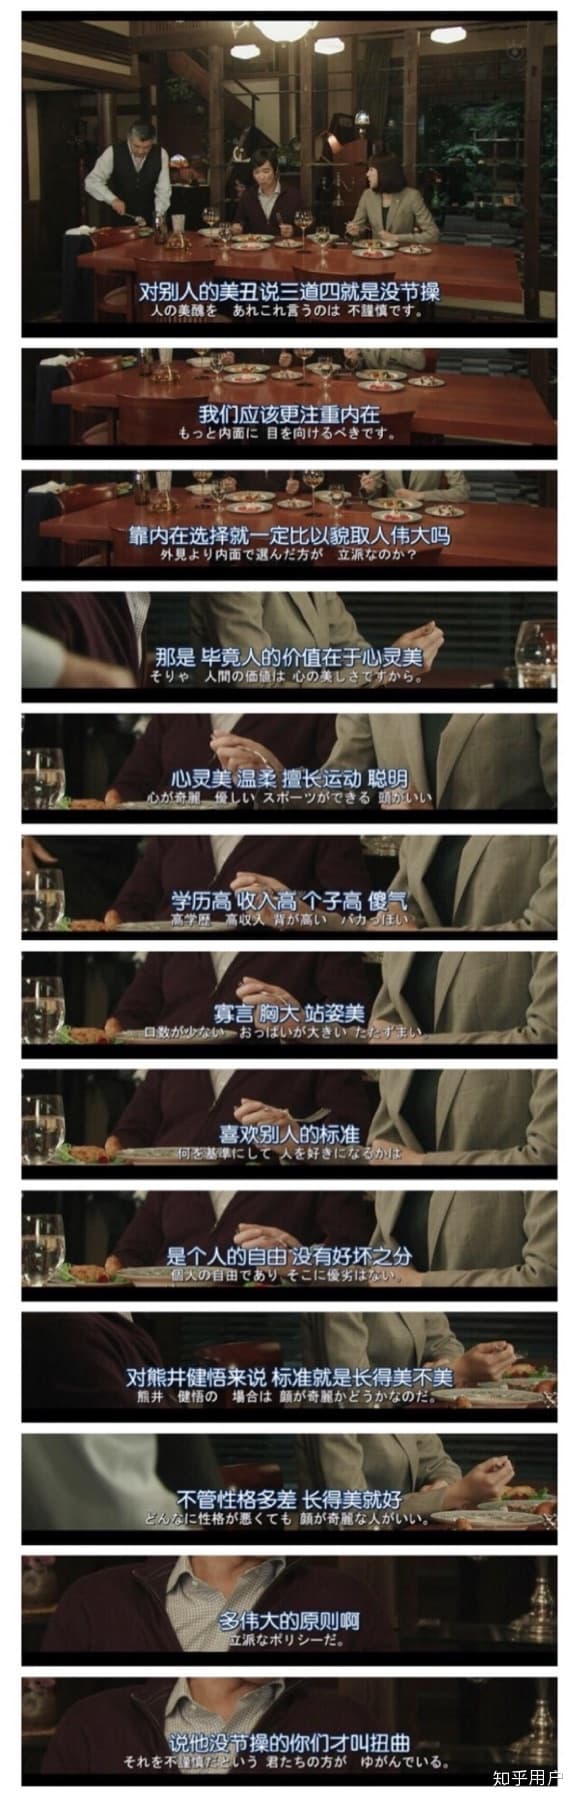 对别人的美丑说三道四就是没节操
人の美醜を あれこれ言うのは 不謹慎です。
我们应该更注重内在
もっと内面に 目を向けるべきです。
靠内在选择就一定比以貌取人伟大吗
外見より内面で選んだ方が 立派なのか？
那是 毕竟人的价值在于心灵美
そりゃ 人間の価値は 心の美しさですから。
心灵美 温柔 擅长运动 聪明
心が奇麗 優しい スポーツができる 頭がいい
学历高 收入高 个子高 傻气
高学歴 高収入 背が高い バカっぽい
寡言 胸大 站姿美
口数が少ない おっぱいが大きい たたずまい。
喜欢别人的标准
何を基準にして 人を好きになるかは
是个人的自由 没有好坏之分
個人の自由であり そこに優劣はない。
对熊井健悟来说 标准就是长得美不美
熊井 健悟の 場合は 顔が奇麗かどうかなのだ。
不管性格多差 长得美就好
どんなに性格が悪くても 顔が奇麗な人がいい。
多伟大的原则啊
立派なポリシーだ。
说他没节操的你们才叫扭曲
それを不謹慎だという 君たちの方が ゆがんでいる。
知乎用户